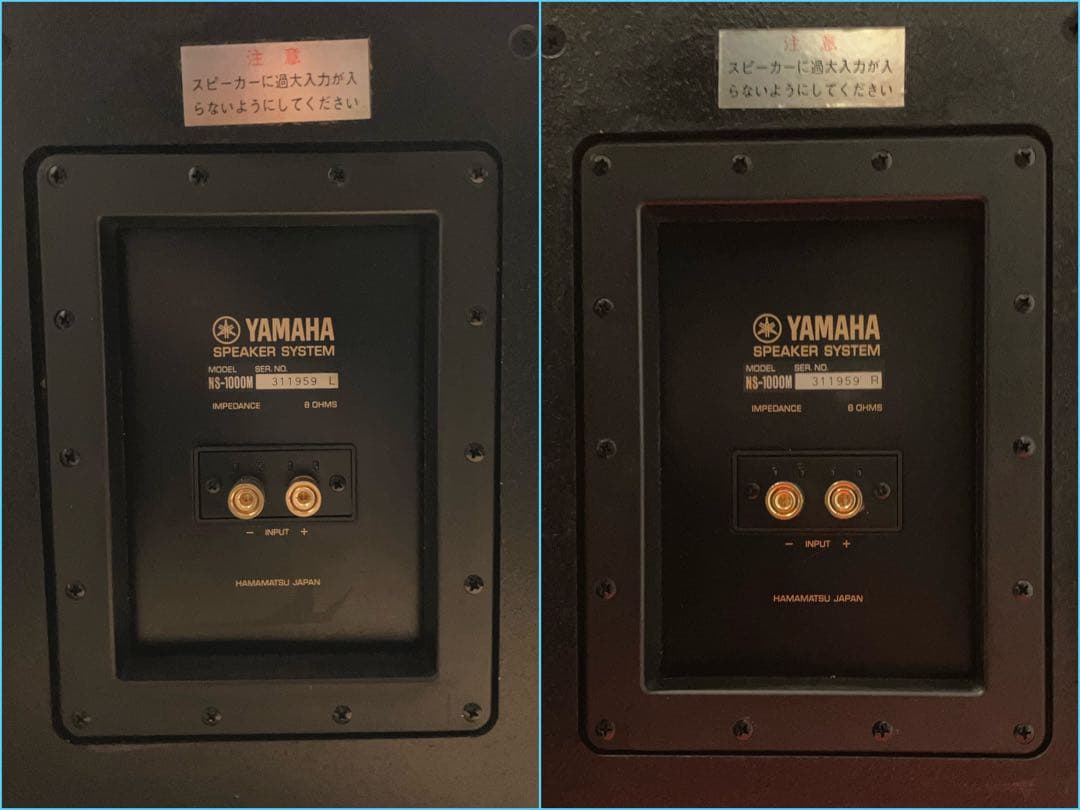 注意
スピーカーに過大入力が入
らないようにしてください
YAMAHA
SPEAKER SYSTEM
MODEL SER. NO.
NS-1000M 311959 L
IMPEDANCE 8 OHMS
− INPUT +
HAMAMATSU JAPAN
注意
スピーカーに過大入力が入
らないようにしてください
YAMAHA
SPEAKER SYSTEM
MODEL SER. NO.
NS-1000M 311959 R
IMPEDANCE 8 OHMS
− INPUT +
HAMAMATSU JAPAN